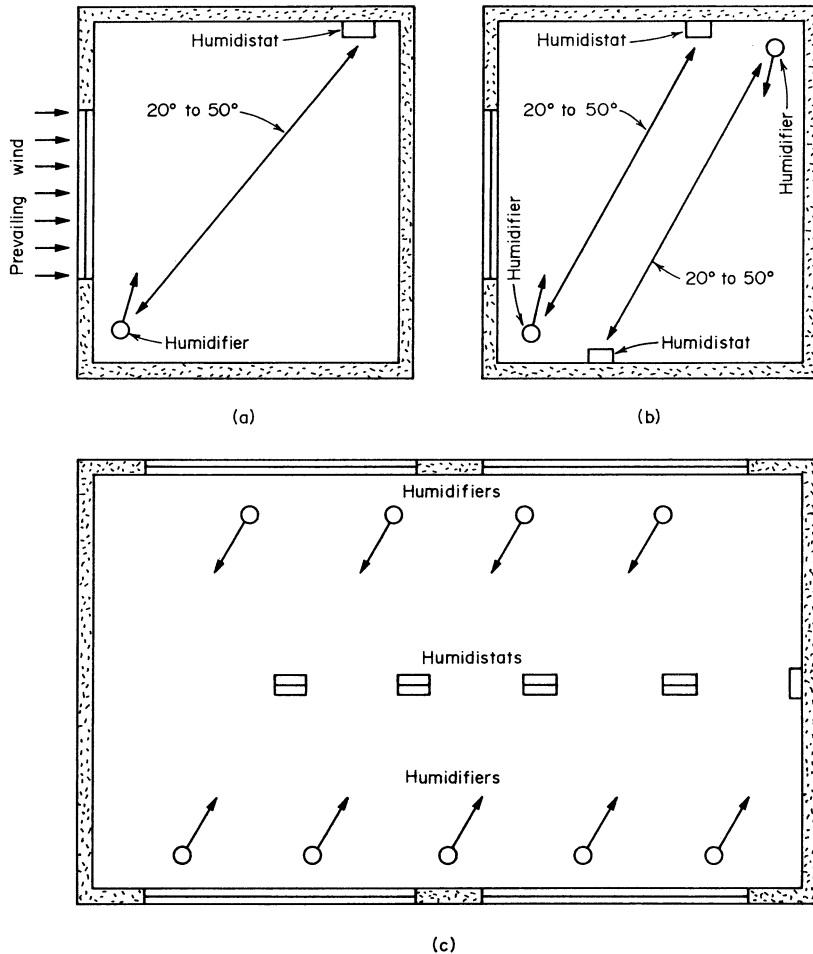 Humidistat
20° to 50°
Prevailing wind
Humidifier
(a)
Humidistat
20° to 50°
Humidifier
Humidifier
20° to 50°
Humidistat
(b)
Humidifiers
Humidistats
Humidifiers
(c)